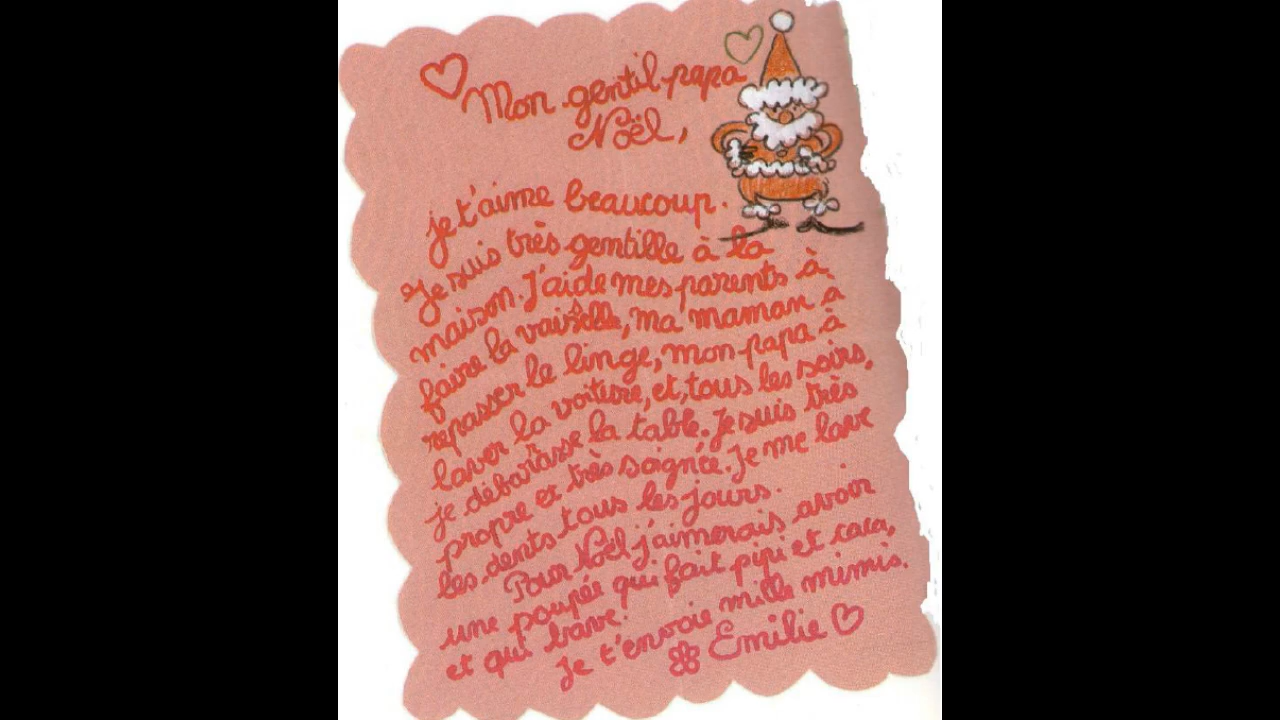 Mon gentil papa
Noël,
je t'aime beaucoup.
Je suis très gentille à la
maison. J'aide mes parents à
faire la vaisselle, ma maman à
repasser le linge, mon papa à
laver la voiture, et, tous les soirs,
je débarrasse la table. Je suis très
propre et très soignée. Je me lave
les dents tous les jours.
Pour Noël j'aimerais avoir
une poupée qui fait pipi et caca,
et qui bave.
Je t'envoie mille mimis.
Emilie